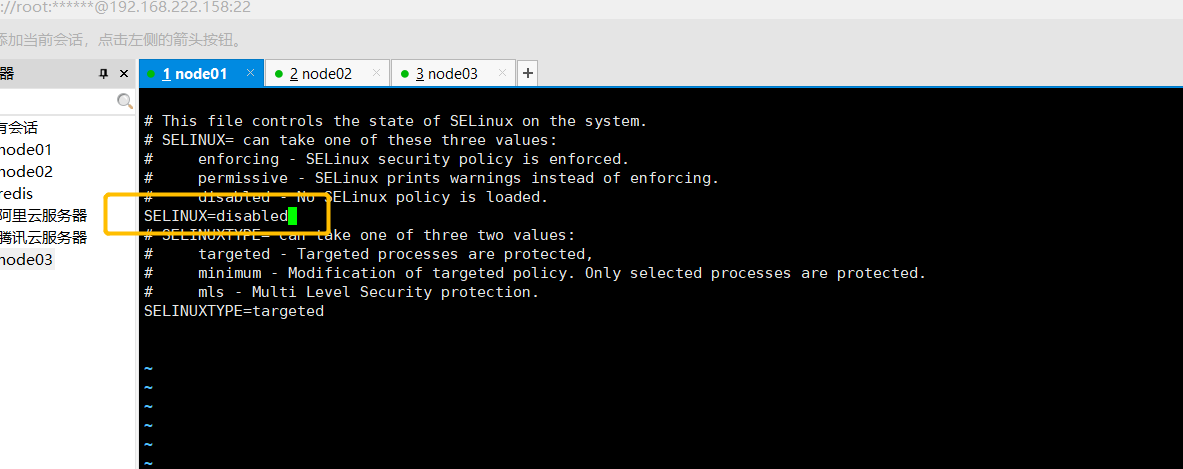 ://root:******@192.168.222.158:22
添加当前会话，点击左侧的箭头按钮。
器
有会话
node01
node02
redis
阿里云服务器
腾讯云服务器
node03
1 node01 × 2 node02 × 3 node03 × +
# This file controls the state of SELinux on the system.
# SELINUX= can take one of these three values:
#     enforcing - SELinux security policy is enforced.
#     permissive - SELinux prints warnings instead of enforcing.
#     disabled - No SELinux policy is loaded.
SELINUX=disabled
# SELINUXTYPE= can take one of three two values:
#     targeted - Targeted processes are protected,
#     minimum - Modification of targeted policy. Only selected processes are protected.
#     mls - Multi Level Security protection.
SELINUXTYPE=targeted
~
~
~
~
~
~